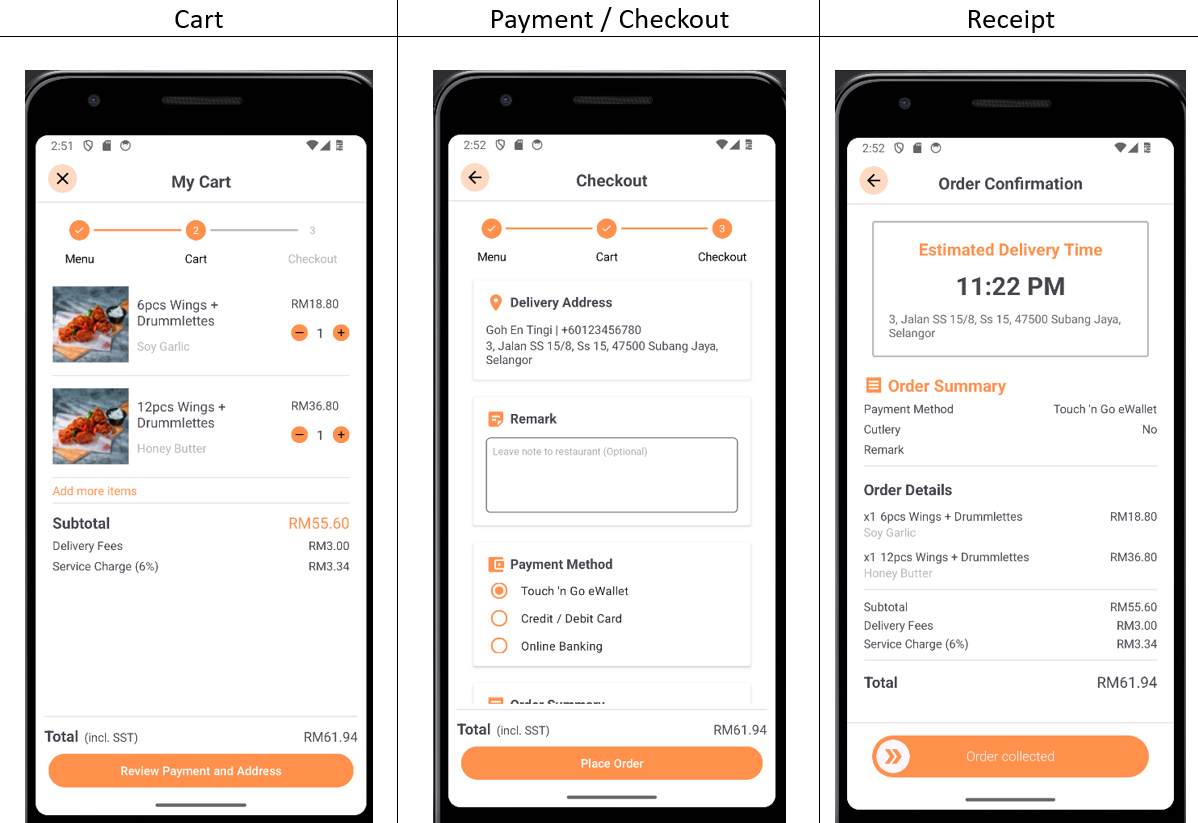 Cart
Payment / Checkout
Receipt
2:51
My Cart
2
3
Menu
Cart
Checkout
6pcs Wings +
Drummlettes
RM18.80
1
Soy Garlic
12pcs Wings +
Drummlettes
RM36.80
1
Honey Butter
Add more items
Subtotal RM55.60
Delivery Fees RM3.00
Service Charge (6%) RM3.34
Total (incl. SST) RM61.94
Review Payment and Address
2:52
Checkout
3
Menu
Cart
Checkout
Delivery Address
Goh En Tingi | +60123456780
3, Jalan SS 15/8, Ss 15, 47500 Subang Jaya,
Selangor
Remark
Leave note to restaurant (Optional)
Payment Method
Touch 'n Go eWallet
Credit / Debit Card
Online Banking
Order Summary
Total (incl. SST) RM61.94
Place Order
2:52
Order Confirmation
Estimated Delivery Time
11:22 PM
3, Jalan SS 15/8, Ss 15, 47500 Subang Jaya,
Selangor
Order Summary
Payment Method Touch 'n Go eWallet
Cutlery No
Remark
Order Details
x1 6pcs Wings + Drummlettes RM18.80
Soy Garlic
x1 12pcs Wings + Drummlettes RM36.80
Honey Butter
Subtotal RM55.60
Delivery Fees RM3.00
Service Charge (6%) RM3.34
Total RM61.94
Order collected